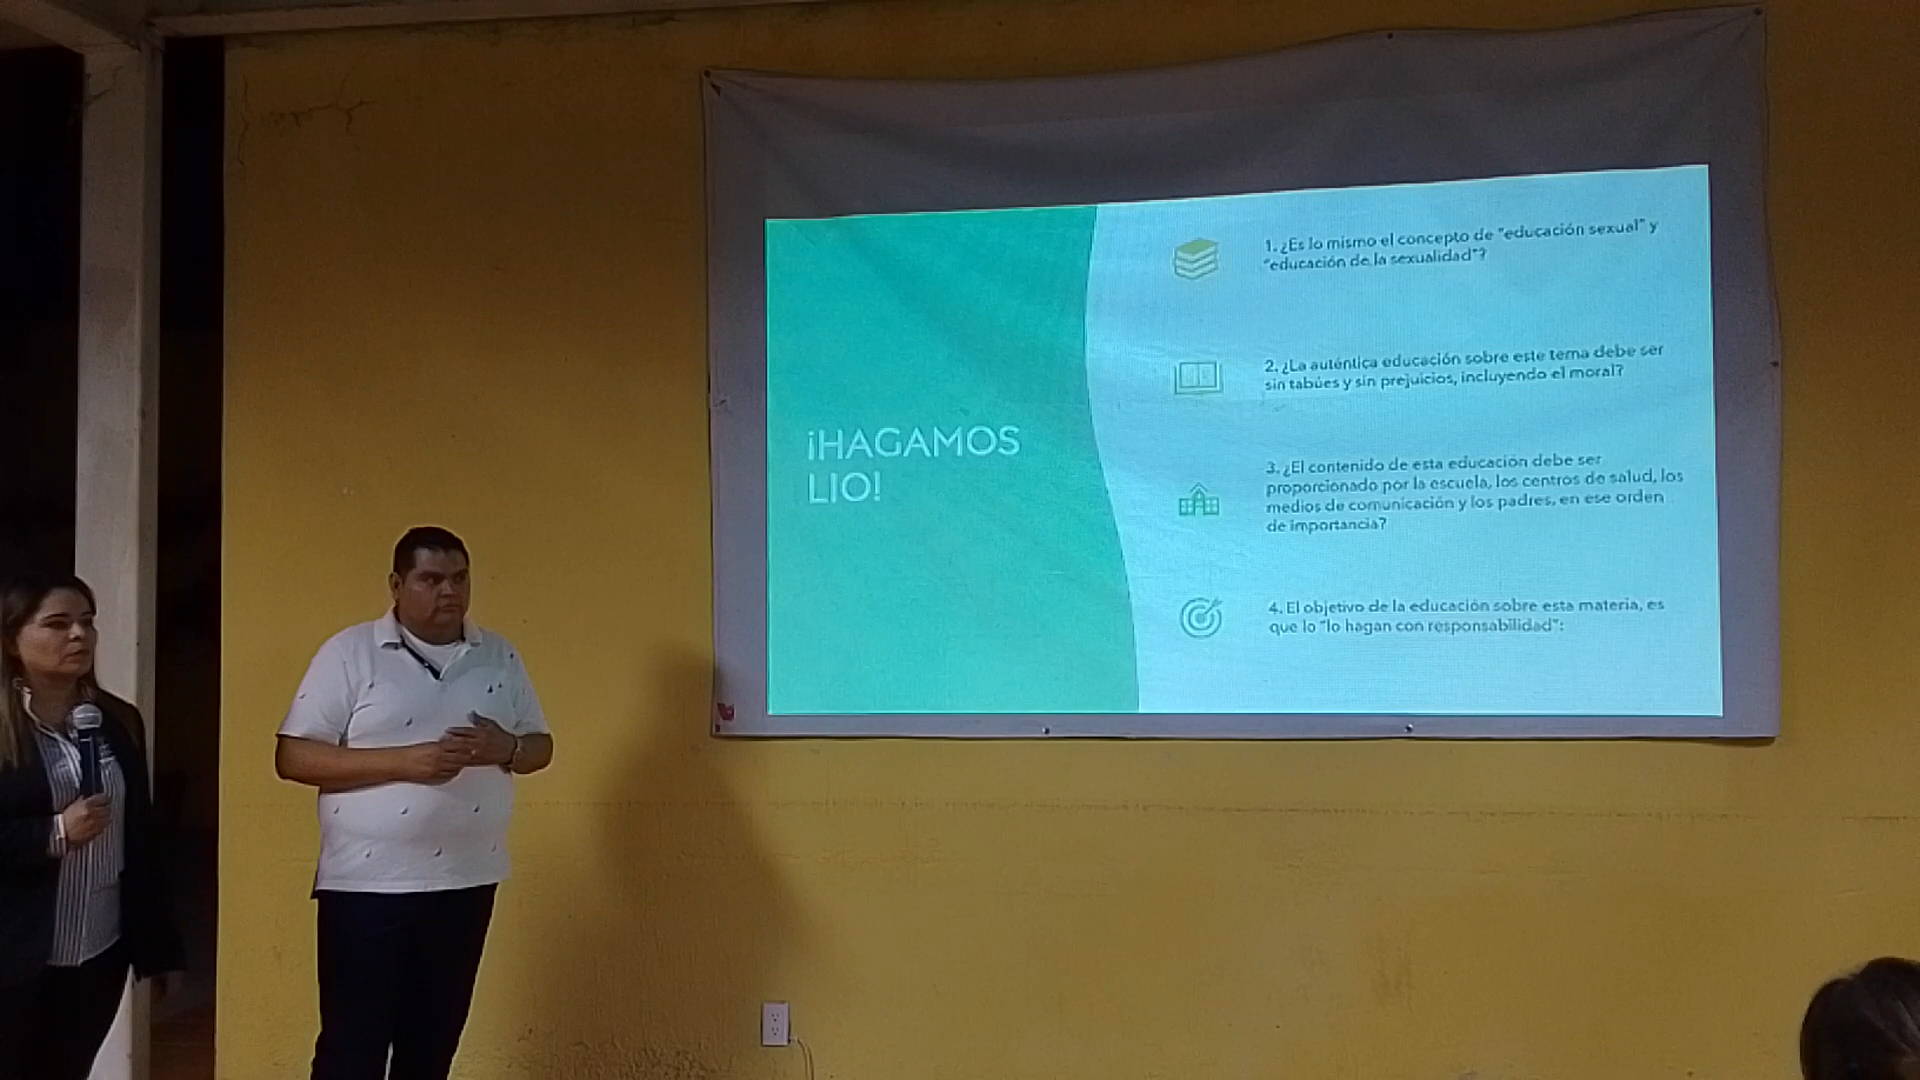 ¡HAGAMOS
LIO!
1. ¿Es lo mismo el concepto de "educación sexual" y
"educación de la sexualidad"?
2. ¿La auténtica educación sobre este tema debe ser
sin tabúes y sin prejuicios, incluyendo el moral?
3. ¿El contenido de esta educación debe ser
proporcionado por la escuela, los centros de salud, los
medios de comunicación y los padres, en ese orden
de importancia?
4. El objetivo de la educación sobre esta materia, es
que lo "lo hagan con responsabilidad":